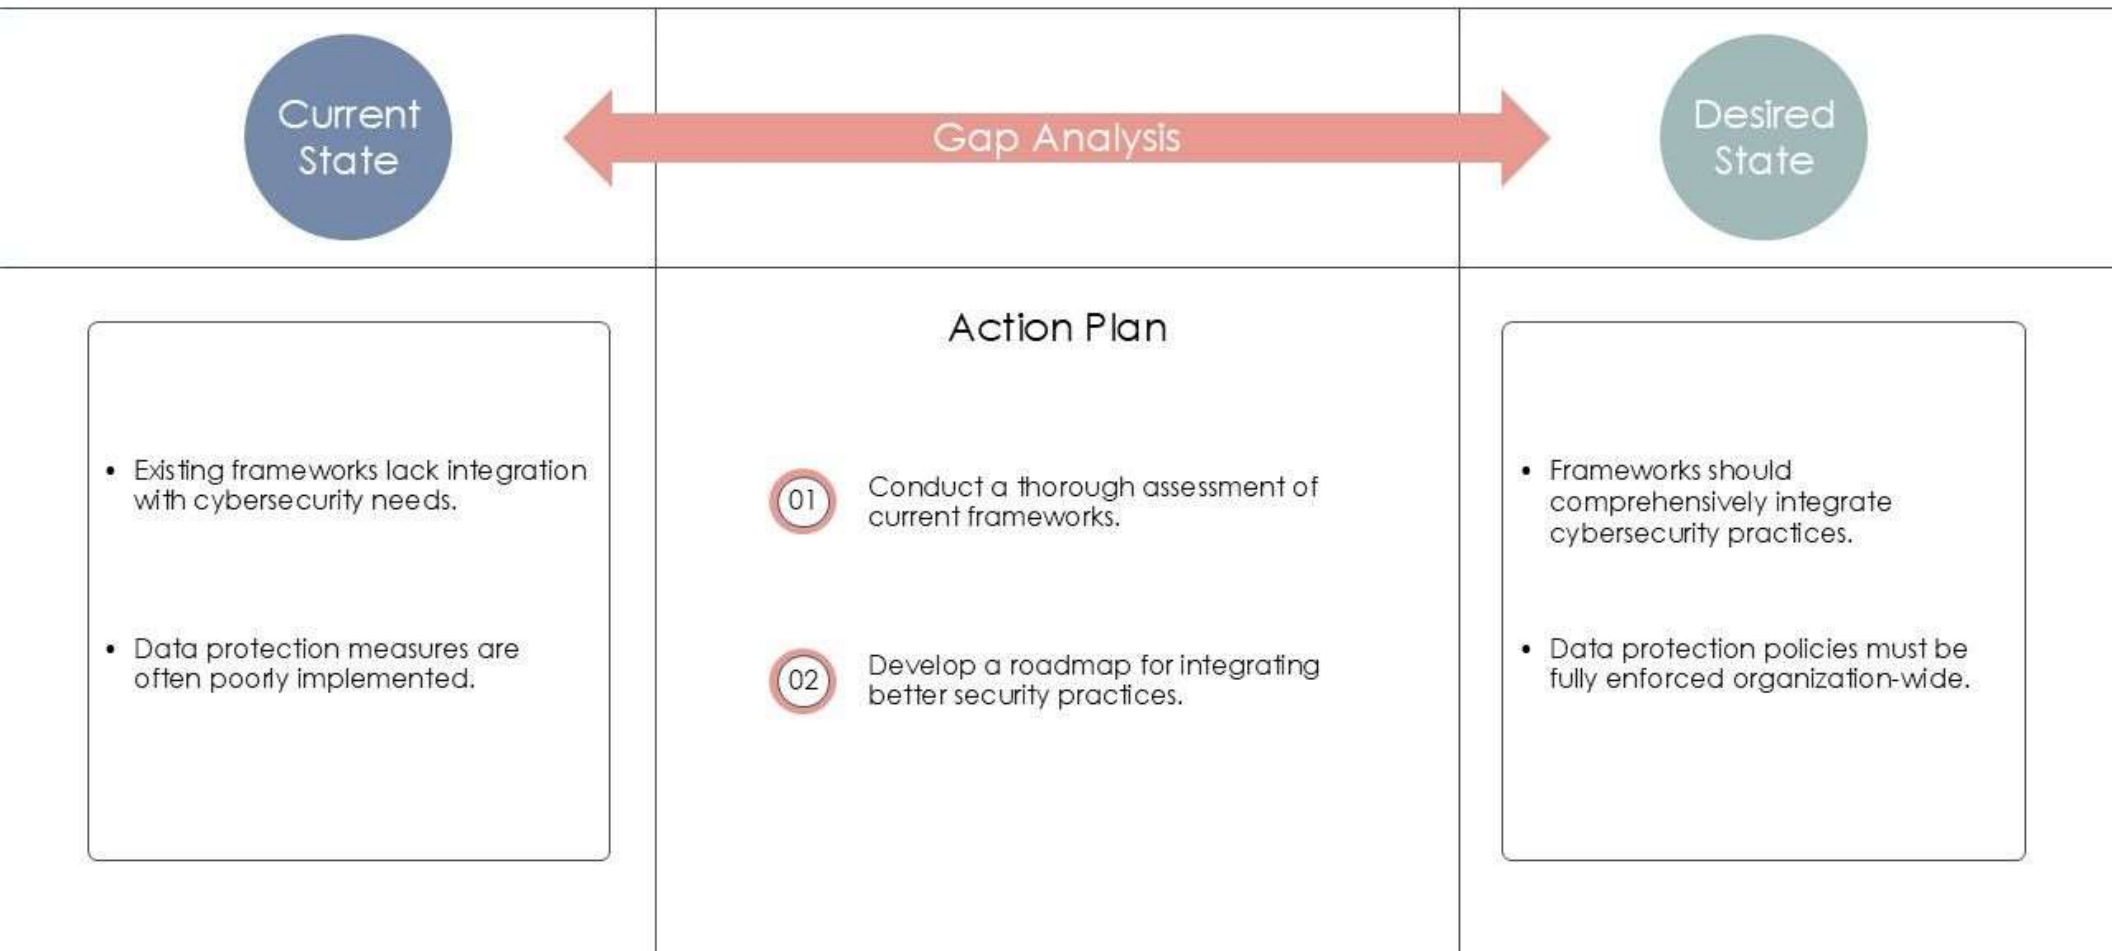 Current
State
Gap Analysis
Desired
State
• Existing frameworks lack integration
with cybersecurity needs.
• Data protection measures are
often poorly implemented.
Action Plan
01
Conduct a thorough assessment of
current frameworks.
02
Develop a roadmap for integrating
better security practices.
• Frameworks should
comprehensively integrate
cybersecurity practices.
• Data protection policies must be
fully enforced organization-wide.